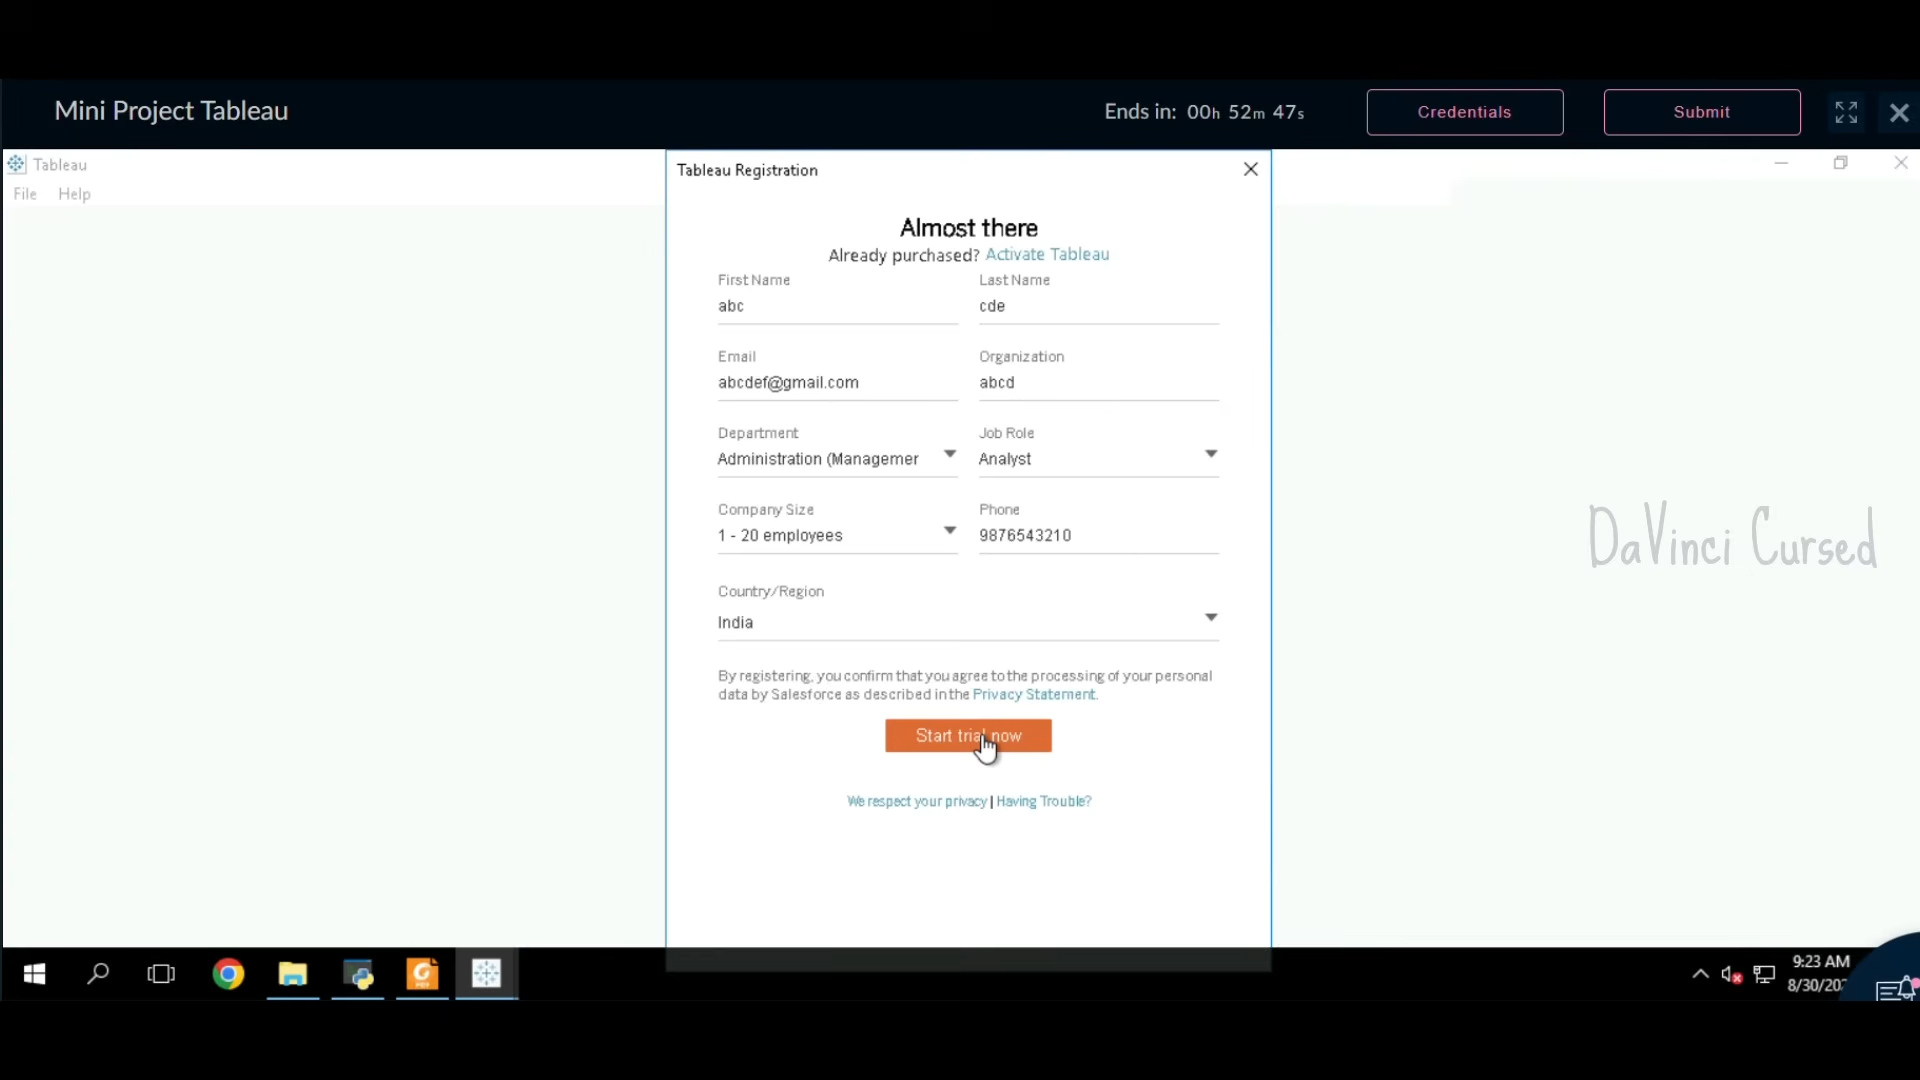 Mini Project Tableau
Ends in: 00h 52m 47s
Credentials
Submit
Tableau
File Help
Tableau Registration
Almost there
Already purchased? Activate Tableau
First Name
abc
Last Name
cde
Email
abcdef@gmail.com
Organization
abcd
Department
Administration (Managemer
Job Role
Analyst
Company Size
1 - 20 employees
Phone
9876543210
Country/Region
India
By registering, you confirm that you agree to the processing of your personal
data by Salesforce as described in the Privacy Statement.
Start trial now
We respect your privacy | Having Trouble?
DaVinci Cursed
9:23 AM
8/30/202